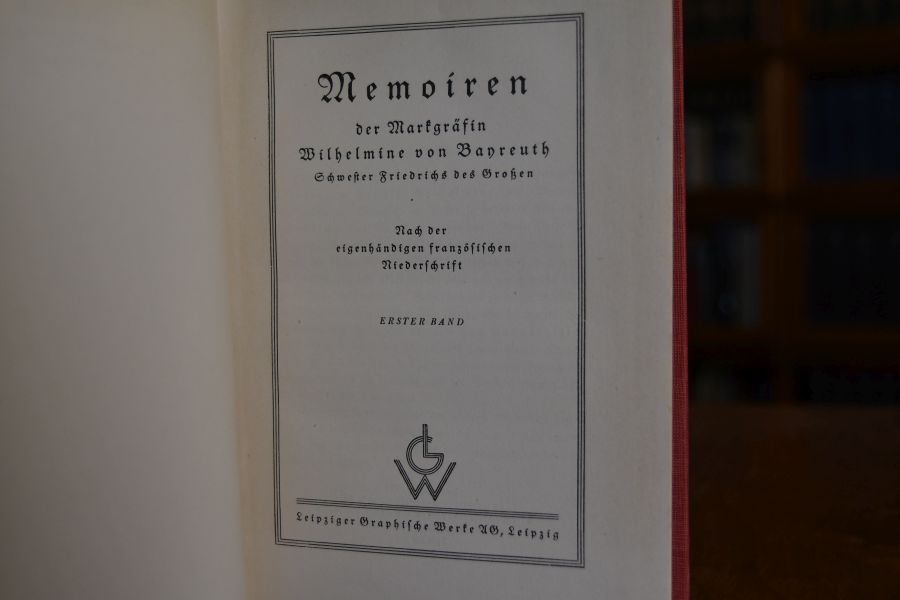 Memoiren
der Markgräfin
Wilhelmine von Bayreuth
Schwester Friedrichs des Großen
Nach der
eigenhändigen französischen
Niederschrift
ERSTER BAND
LGW
Leipziger Graphische Werke AG, Leipzig